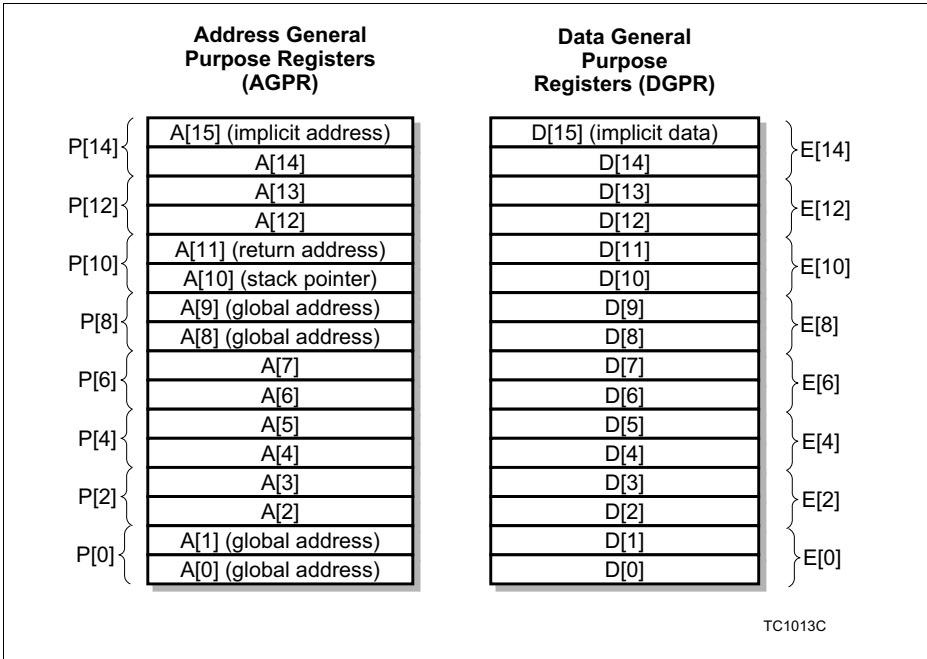 Address General
Purpose Registers
(AGPR)
Data General
Purpose
Registers (DGPR)
P[14]
A[15] (implicit address)
A[14]
D[15] (implicit data)
D[14]
E[14]
P[12]
A[13]
A[12]
D[13]
D[12]
E[12]
P[10]
A[11] (return address)
A[10] (stack pointer)
D[11]
D[10]
E[10]
P[8]
A[9] (global address)
A[8] (global address)
D[9]
D[8]
E[8]
P[6]
A[7]
A[6]
D[7]
D[6]
E[6]
P[4]
A[5]
A[4]
D[5]
D[4]
E[4]
P[2]
A[3]
A[2]
D[3]
D[2]
E[2]
P[0]
A[1] (global address)
A[0] (global address)
D[1]
D[0]
E[0]
TC1013C